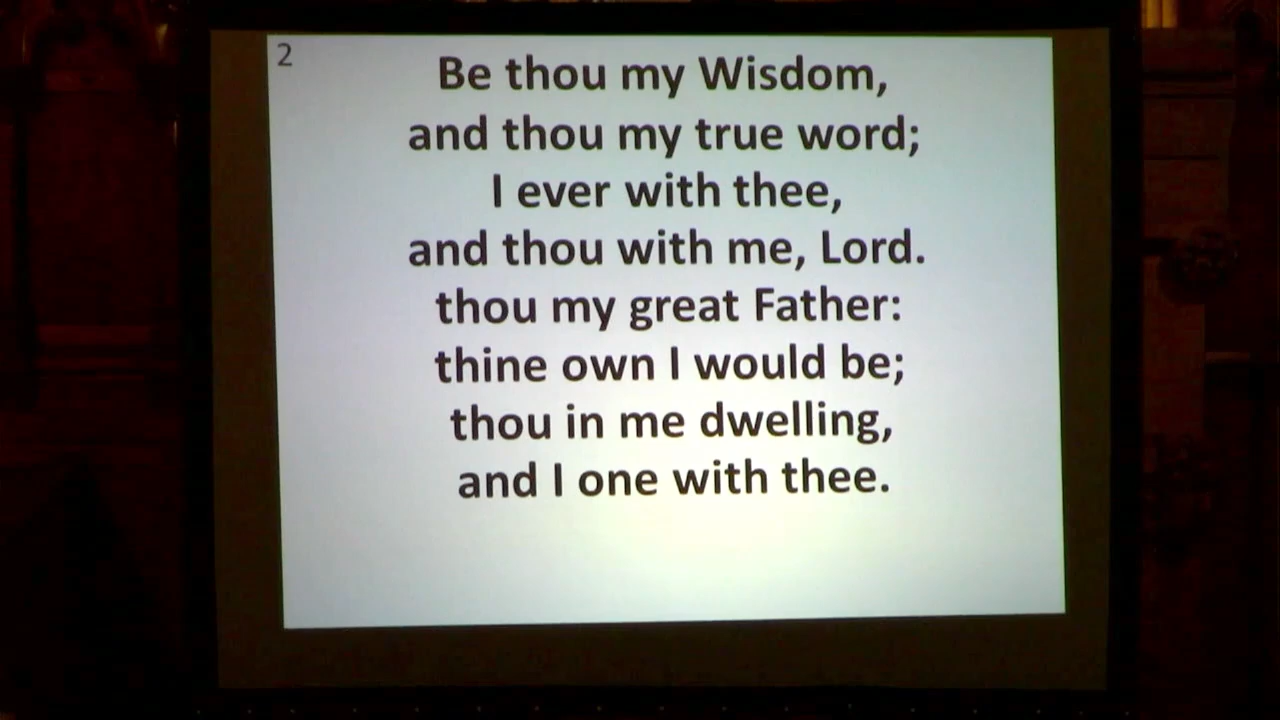 2
Be thou my Wisdom,
and thou my true word;
I ever with thee,
and thou with me, Lord.
thou my great Father:
thine own I would be;
thou in me dwelling,
and I one with thee.